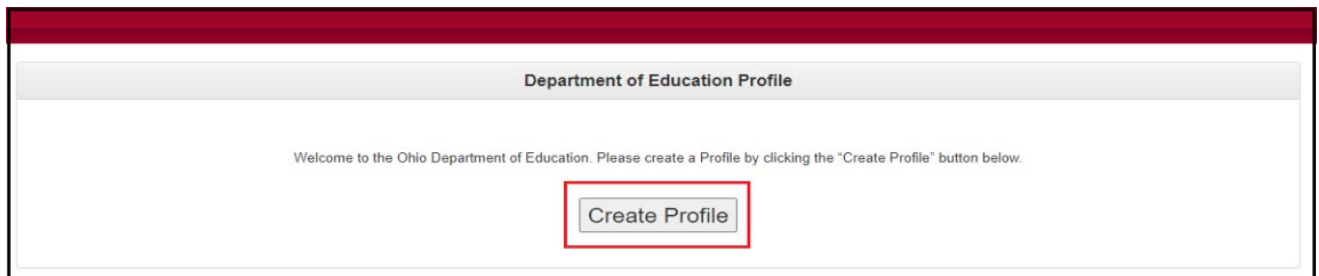 Department of Education Profile
Welcome to the Ohio Department of Education. Please create a Profile by clicking the “Create Profile” button below.
Create Profile